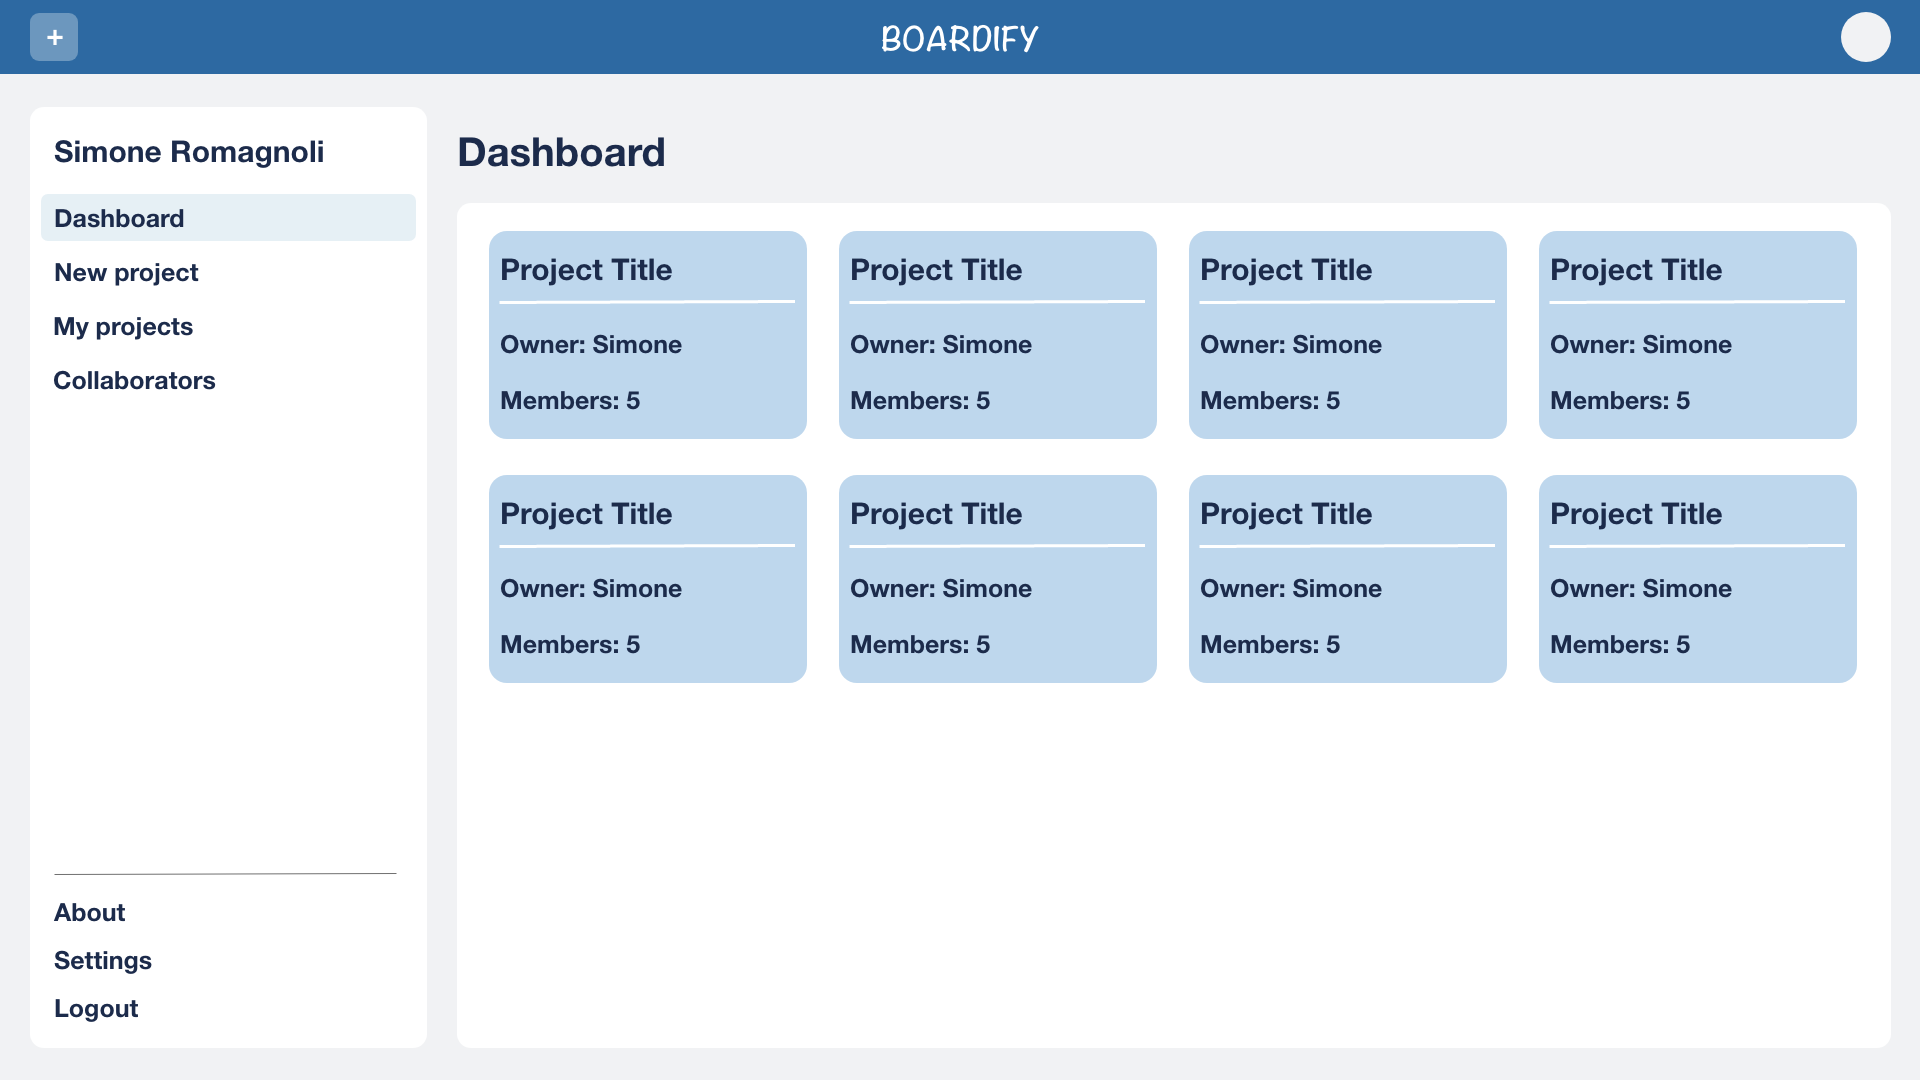 +
BOARDIFY
Simone Romagnoli
Dashboard
New project
My projects
Collaborators
About
Settings
Logout
Dashboard
Project Title
Owner: Simone
Members: 5
Project Title
Owner: Simone
Members: 5
Project Title
Owner: Simone
Members: 5
Project Title
Owner: Simone
Members: 5
Project Title
Owner: Simone
Members: 5
Project Title
Owner: Simone
Members: 5
Project Title
Owner: Simone
Members: 5
Project Title
Owner: Simone
Members: 5